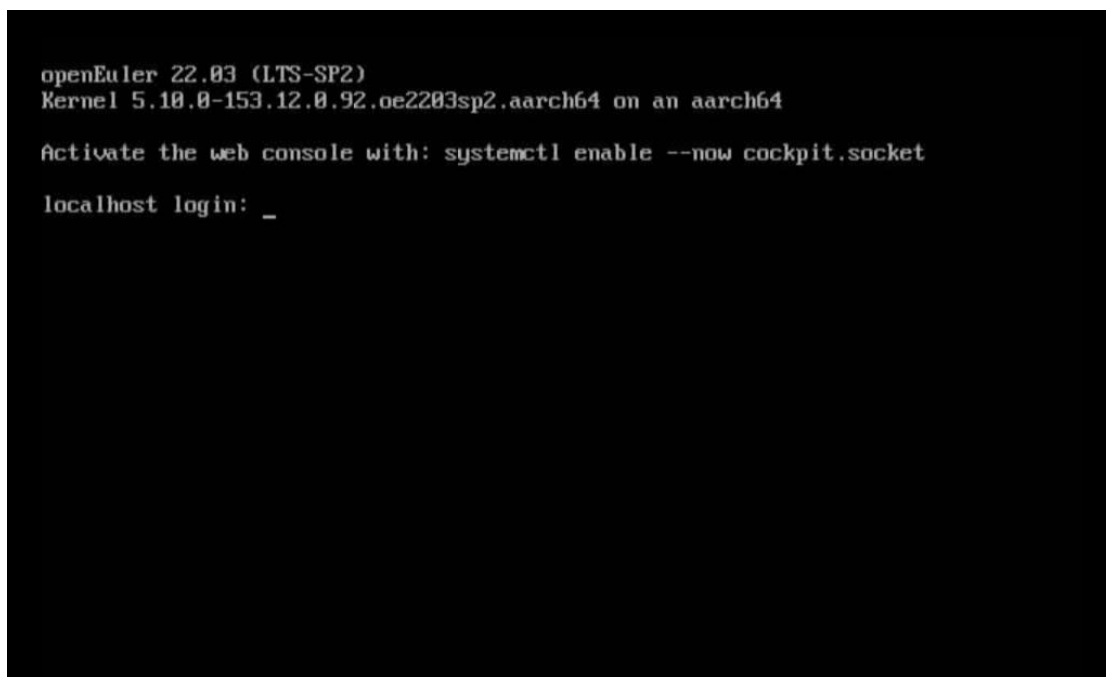 openEuler 22.03 (LTS-SP2)
Kernel 5.10.0-153.12.0.92.oe2203sp2.aarch64 on an aarch64
Activate the web console with: systemctl enable --now cockpit.socket
localhost login: _